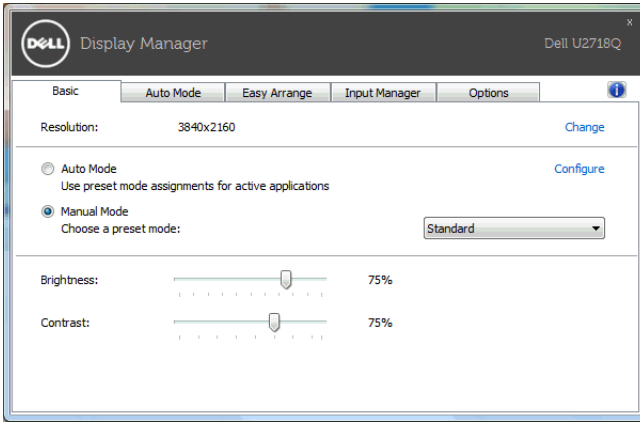 x
DELL Display Manager Dell U2718Q
Basic Auto Mode Easy Arrange Input Manager Options i
Resolution: 3840x2160 Change
Auto Mode Configure
Use preset mode assignments for active applications
Manual Mode
Choose a preset mode: Standard
Brightness: 75%
Contrast: 75%